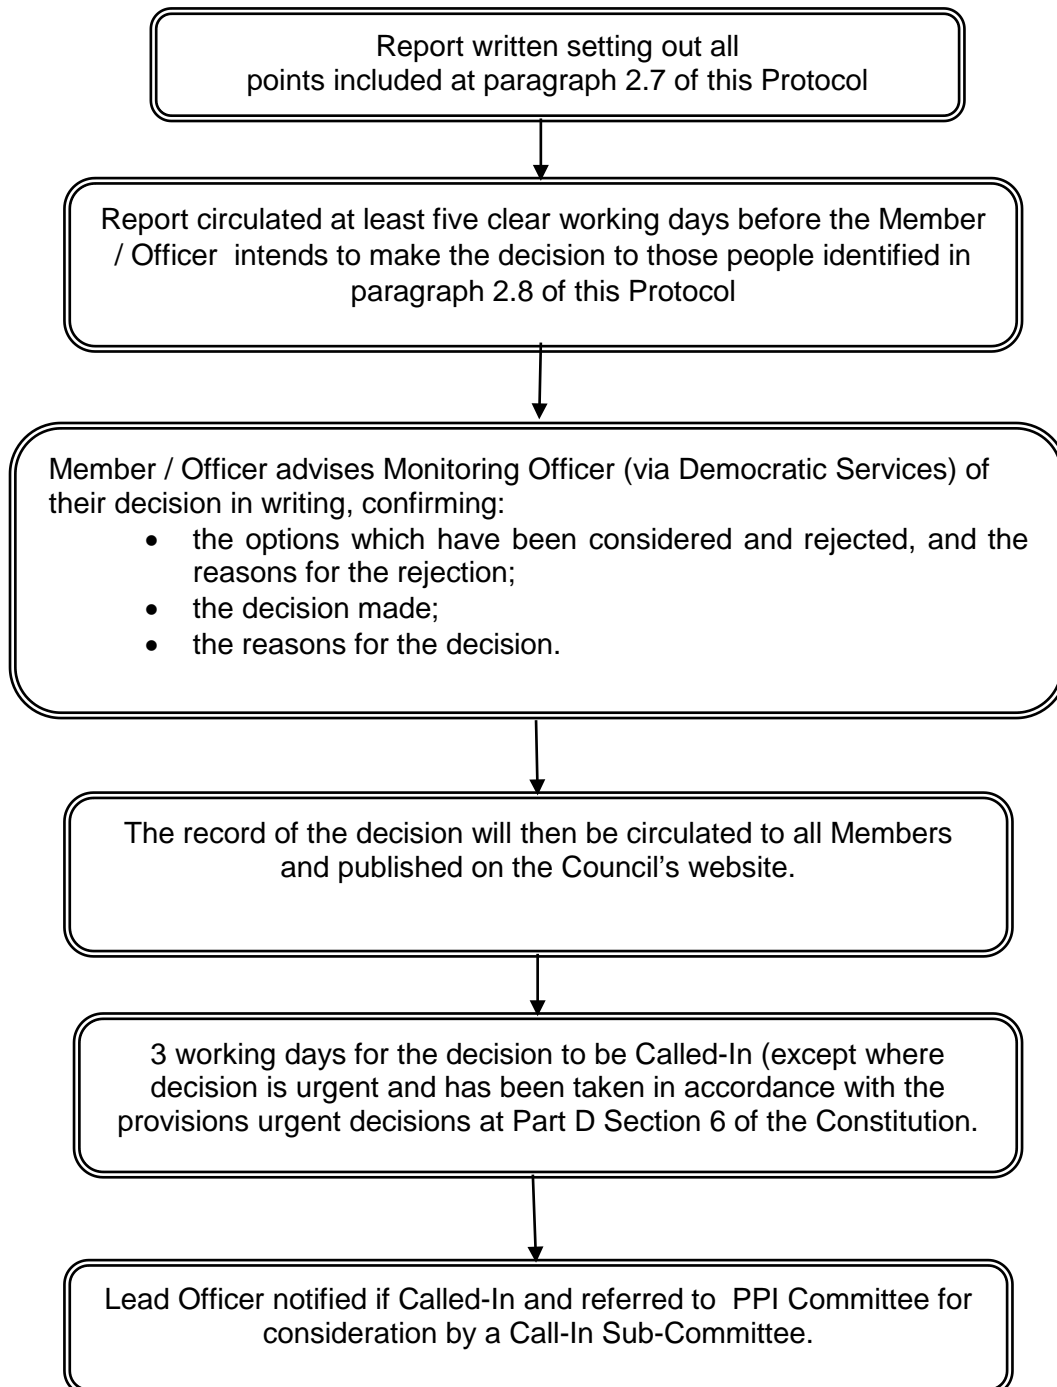 Report written setting out all
points included at paragraph 2.7 of this Protocol
Report circulated at least five clear working days before the Member
/ Officer  intends to make the decision to those people identified in
paragraph 2.8 of this Protocol
Member / Officer advises Monitoring Officer (via Democratic Services) of
their decision in writing, confirming:
• the options which have been considered and rejected, and the
reasons for the rejection;
• the decision made;
• the reasons for the decision.
The record of the decision will then be circulated to all Members
and published on the Council’s website.
3 working days for the decision to be Called-In (except where
decision is urgent and has been taken in accordance with the
provisions urgent decisions at Part D Section 6 of the Constitution.
Lead Officer notified if Called-In and referred to  PPI Committee for
consideration by a Call-In Sub-Committee.